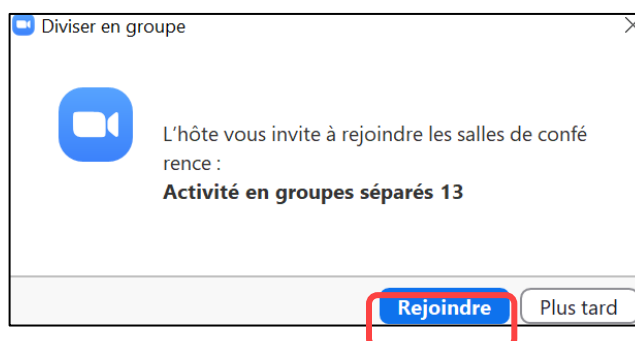 Diviser en groupe
L'hôte vous invite à rejoindre les salles de confé
rence :
Activité en groupes séparés 13
Rejoindre
Plus tard